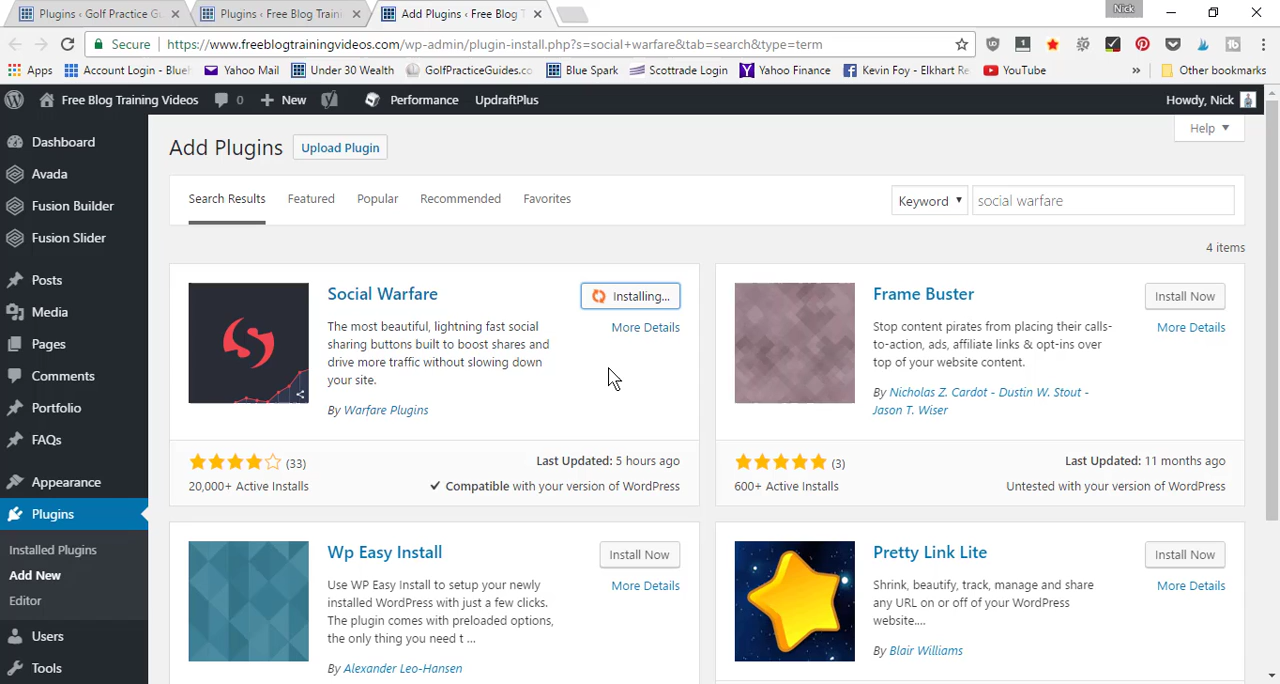 Plugins ‹ Golf Practice Gu
Plugins ‹ Free Blog Traini
Add Plugins ‹ Free Blog T
Nick
Secure
https://www.freeblogtrainingvideos.com/wp-admin/plugin-install.php?s=social+warfare&tab=search&type=term
1
Apps
Account Login - Blueh
Yahoo Mail
Under 30 Wealth
GolfPracticeGuides.co
Blue Spark
Scottrade Login
Yahoo Finance
Kevin Foy - Elkhart Re
YouTube
»
Other bookmarks
Free Blog Training Videos
0
New
Performance
UpdraftPlus
Howdy, Nick
Dashboard
Avada
Fusion Builder
Fusion Slider
Posts
Media
Pages
Comments
Portfolio
FAQs
Appearance
Plugins
Installed Plugins
Add New
Editor
Users
Tools
Help
Add Plugins
Upload Plugin
Search Results
Featured
Popular
Recommended
Favorites
Keyword
social warfare
4 items
Social Warfare
Installing...
More Details
The most beautiful, lightning fast social
sharing buttons built to boost shares and
drive more traffic without slowing down
your site.
By Warfare Plugins
(33)
20,000+ Active Installs
Last Updated: 5 hours ago
Compatible with your version of WordPress
Frame Buster
Install Now
More Details
Stop content pirates from placing their calls-
to-action, ads, affiliate links & opt-ins over
top of your website content.
By Nicholas Z. Cardot - Dustin W. Stout -
Jason T. Wiser
(3)
600+ Active Installs
Last Updated: 11 months ago
Untested with your version of WordPress
Wp Easy Install
Install Now
More Details
Use WP Easy Install to setup your newly
installed WordPress with just a few clicks.
The plugin comes with preloaded options,
the only thing you need t ...
By Alexander Leo-Hansen
Pretty Link Lite
Install Now
More Details
Shrink, beautify, track, manage and share
any URL on or off of your WordPress
website....
By Blair Williams